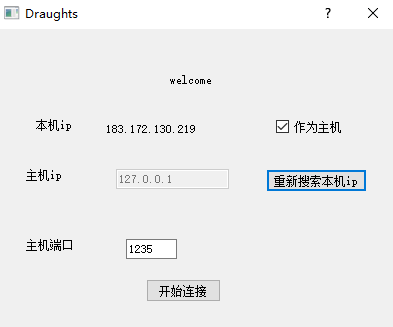 Draughts
welcome
本机ip 183.172.130.219 作为主机
主机ip 127.0.0.1 重新搜索本机ip
主机端口 1235
开始连接